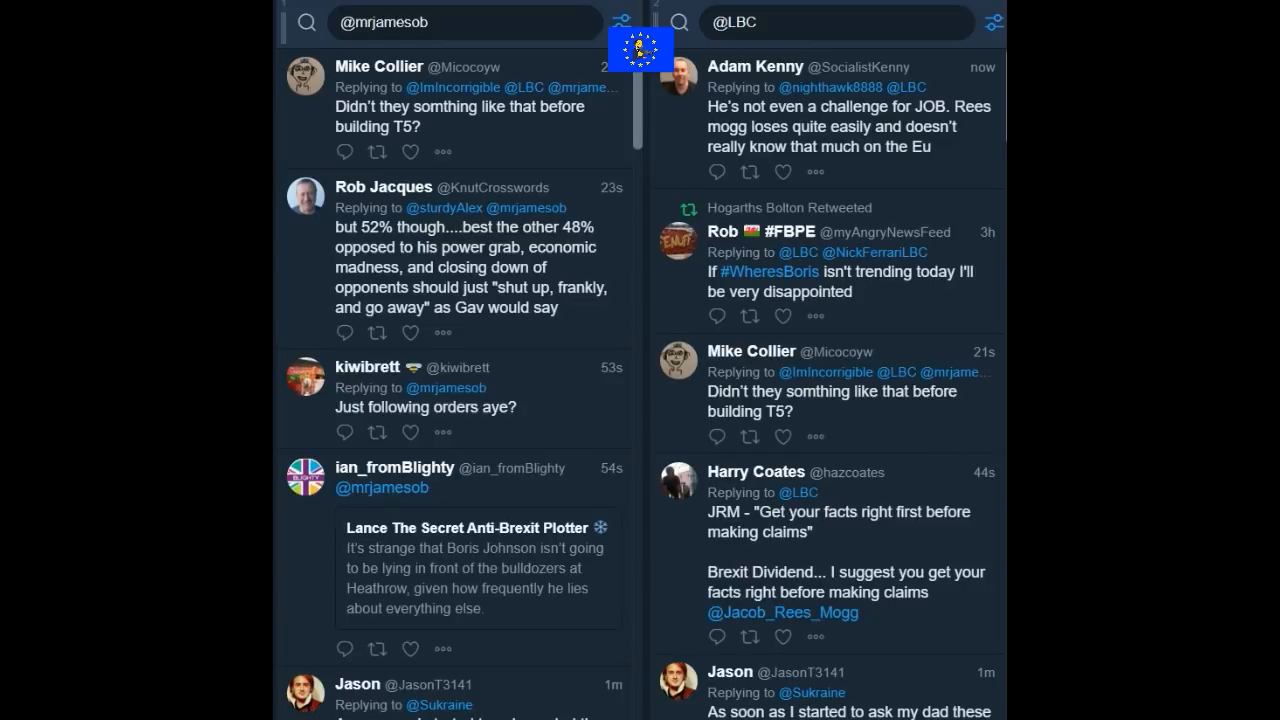 1
@mrjamesob
Mike Collier @Micocoyw
Replying to @ImIncorrigible @LBC @mrjame...
Didn't they somthing like that before
building T5?
Rob Jacques @KnutCrosswords 23s
Replying to @sturdyAlex @mrjamesob
but 52% though....best the other 48%
opposed to his power grab, economic
madness, and closing down of
opponents should just "shut up, frankly,
and go away" as Gav would say
kiwibrett @kiwibrett 53s
Replying to @mrjamesob
Just following orders aye?
ian_fromBlighty @ian_fromBlighty 54s
@mrjamesob
BLIGHTY
Lance The Secret Anti-Brexit Plotter
It's strange that Boris Johnson isn't going
to be lying in front of the bulldozers at
Heathrow, given how frequently he lies
about everything else.
Jason @JasonT3141 1m
Replying to @Sukraine
2
@LBC
Adam Kenny @SocialistKenny now
Replying to @nighthawk8888 @LBC
He's not even a challenge for JOB. Rees
mogg loses quite easily and doesn't
really know that much on the Eu
Hogarths Bolton Retweeted
Rob #FBPE @myAngryNewsFeed 3h
ENUFF
Replying to @LBC @NickFerrariLBC
If #WheresBoris isn't trending today I'll
be very disappointed
Mike Collier @Micocoyw 21s
Replying to @ImIncorrigible @LBC @mrjame...
Didn't they somthing like that before
building T5?
Harry Coates @hazcoates 44s
Replying to @LBC
JRM - "Get your facts right first before
making claims"
Brexit Dividend... I suggest you get your
facts right before making claims
@Jacob_Rees_Mogg
Jason @JasonT3141 1m
Replying to @Sukraine
As soon as I started to ask my dad these